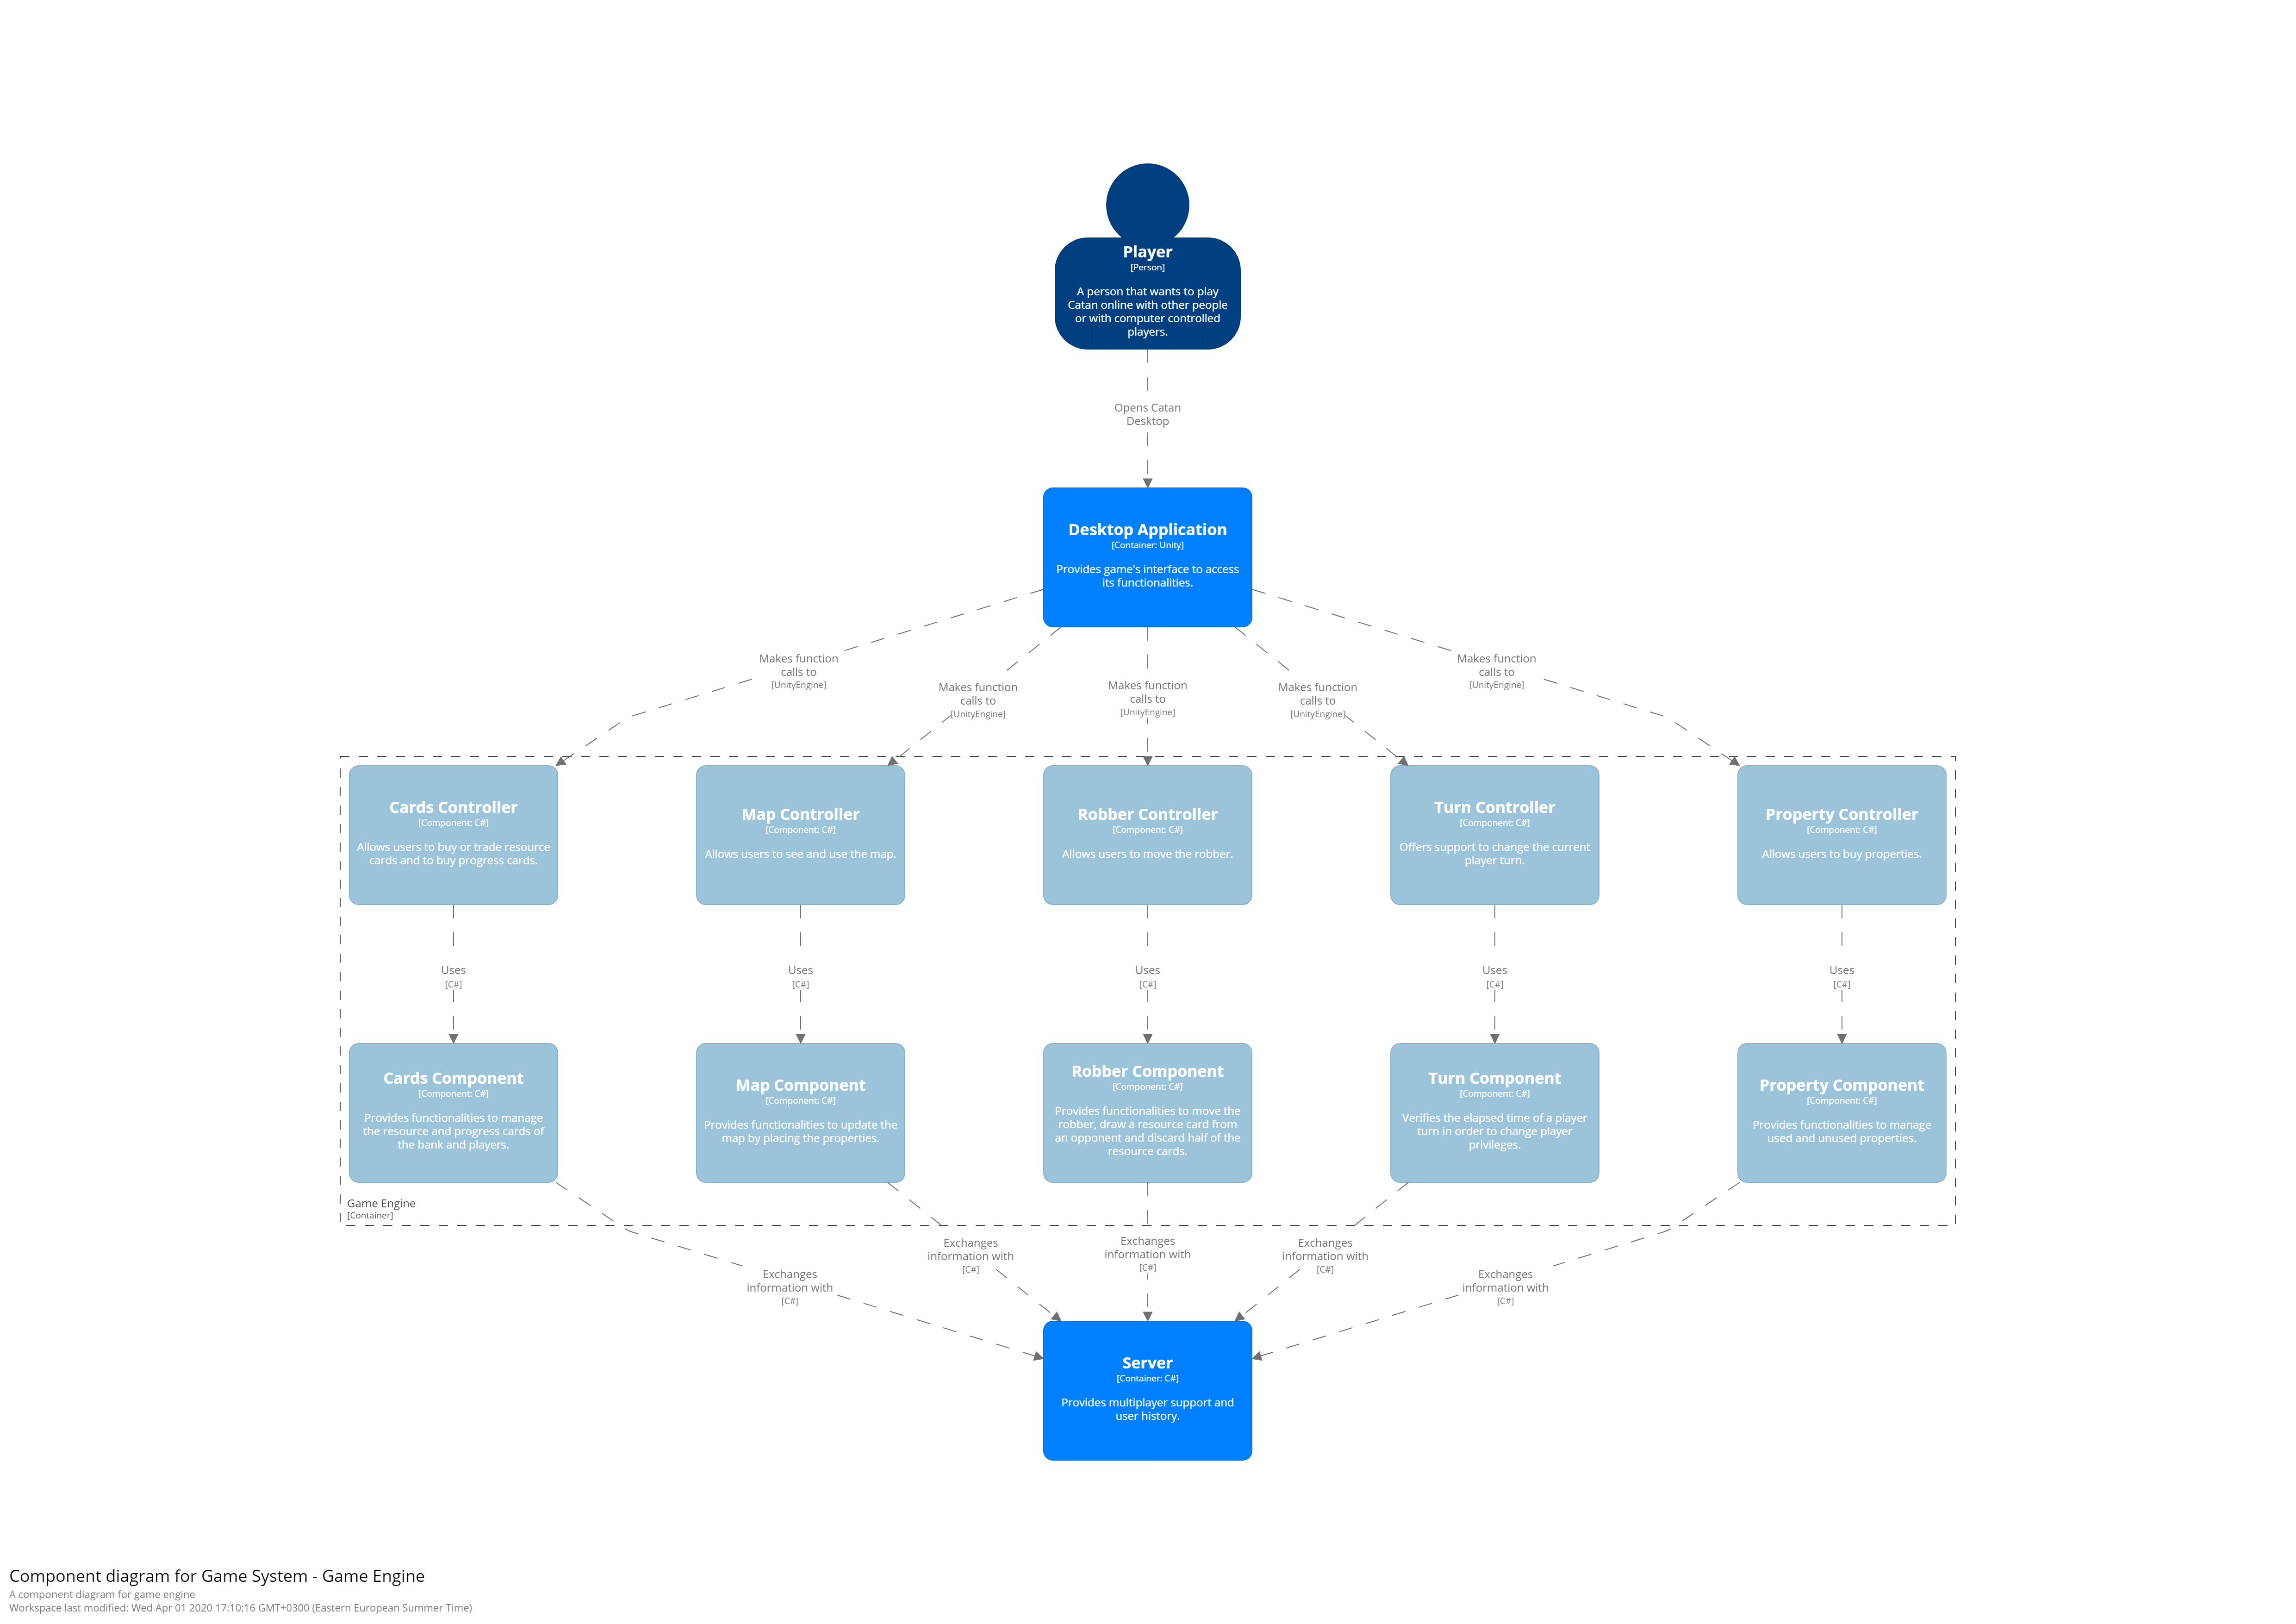 Player
[Person]
A person that wants to play
Catan online with other people
or with computer controlled
players.
Opens Catan
Desktop
Desktop Application
[Container: Unity]
Provides game's interface to access
its functionalities.
Makes function
calls to
[UnityEngine]
Makes function
calls to
[UnityEngine]
Makes function
calls to
[UnityEngine]
Makes function
calls to
[UnityEngine]
Makes function
calls to
[UnityEngine]
Cards Controller
[Component: C#]
Allows users to buy or trade resource
cards and to buy progress cards.
Map Controller
[Component: C#]
Allows users to see and use the map.
Robber Controller
[Component: C#]
Allows users to move the robber.
Turn Controller
[Component: C#]
Offers support to change the current
player turn.
Property Controller
[Component: C#]
Allows users to buy properties.
Uses
[C#]
Uses
[C#]
Uses
[C#]
Uses
[C#]
Uses
[C#]
Cards Component
[Component: C#]
Provides functionalities to manage
the resource and progress cards of
the bank and players.
Map Component
[Component: C#]
Provides functionalities to update the
map by placing the properties.
Robber Component
[Component: C#]
Provides functionalities to move the
robber, draw a resource card from
an opponent and discard half of the
resource cards.
Turn Component
[Component: C#]
Verifies the elapsed time of a player
turn in order to change player
privileges.
Property Component
[Component: C#]
Provides functionalities to manage
used and unused properties.
Game Engine
[Container]
Exchanges
information with
[C#]
Exchanges
information with
[C#]
Exchanges
information with
[C#]
Exchanges
information with
[C#]
Exchanges
information with
[C#]
Server
[Container: C#]
Provides multiplayer support and
user history.
Component diagram for Game System - Game Engine
A component diagram for game engine
Workspace last modified: Wed Apr 01 2020 17:10:16 GMT+0300 (Eastern European Summer Time)